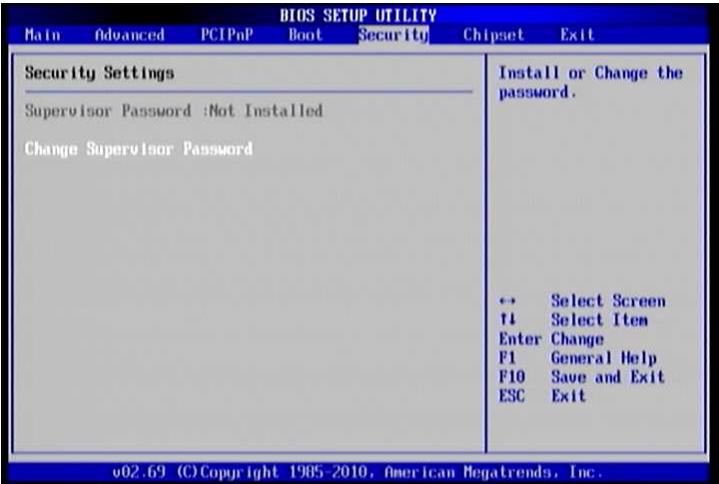 BIOS SETUP UTILITY
Main Advanced PCIPnP Boot Security Chipset Exit
Security Settings
Supervisor Password :Not Installed
Change Supervisor Password
Install or Change the
password.
↔ Select Screen
↑↓ Select Item
Enter Change
F1 General Help
F10 Save and Exit
ESC Exit
v02.69 (C)Copyright 1985-2010, American Megatrends, Inc.